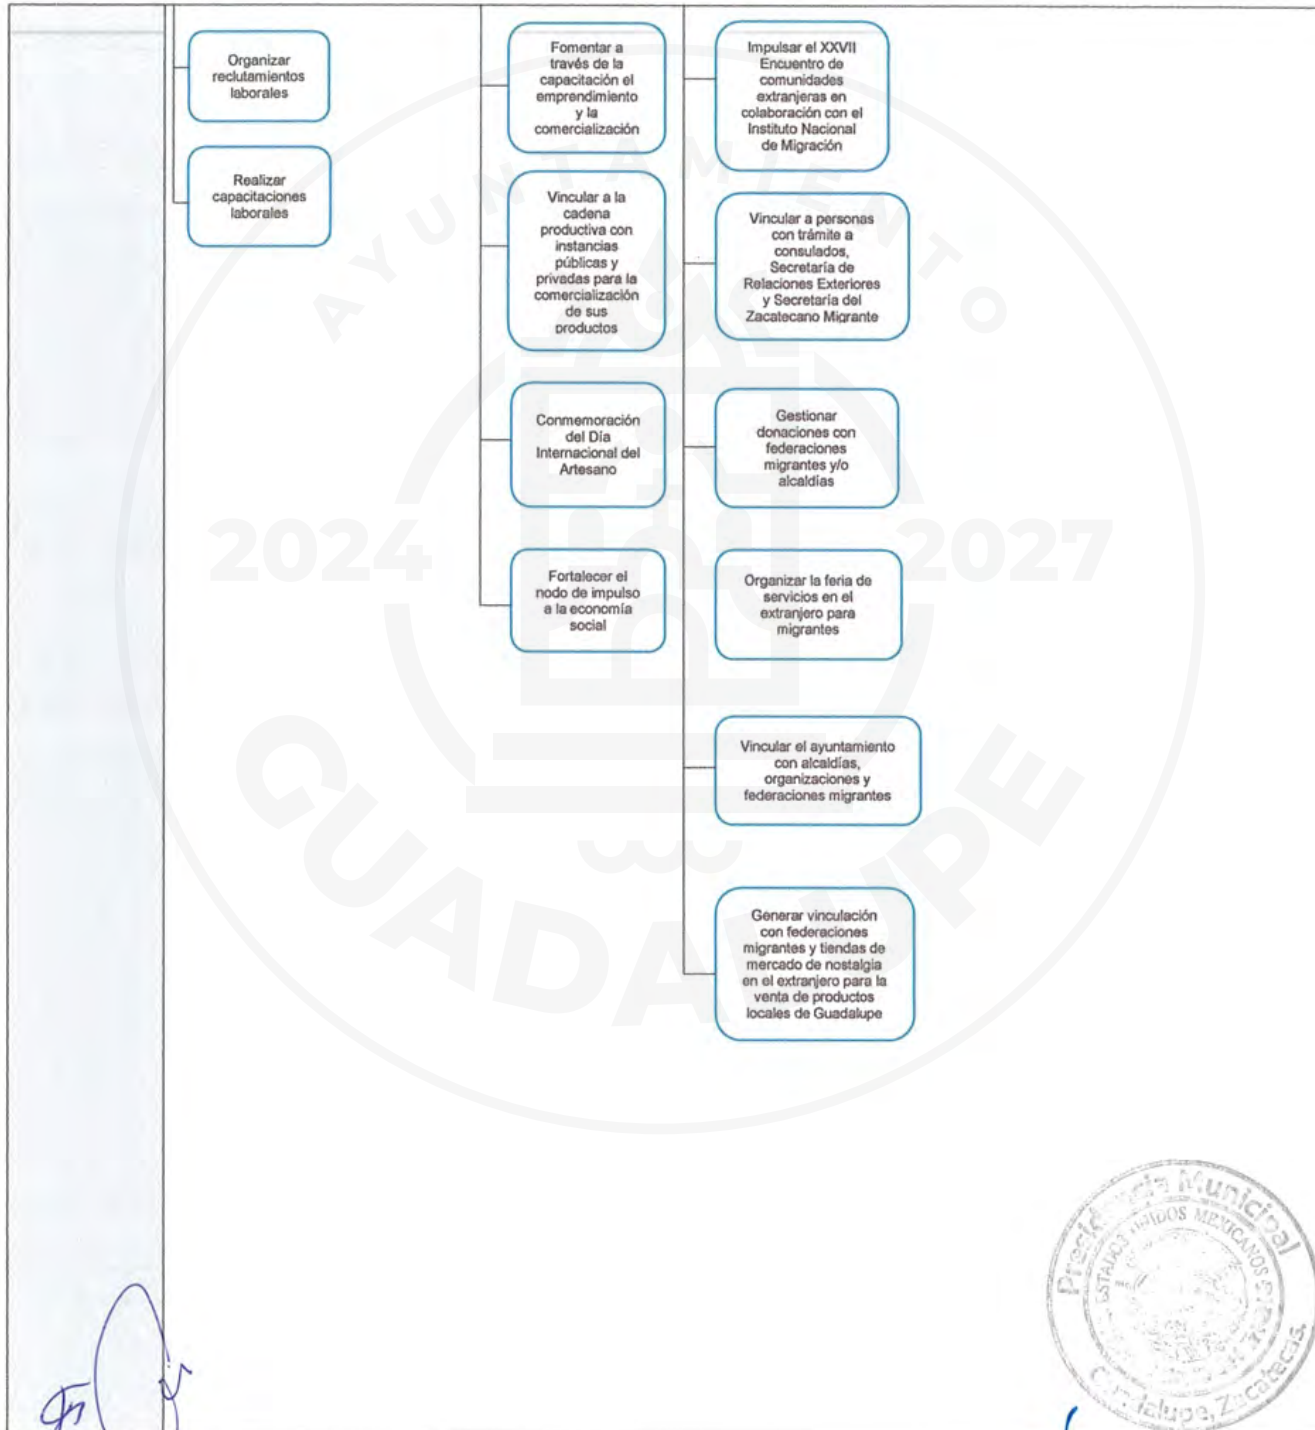 Organizar
reclutamientos
laborales
Realizar
capacitaciones
laborales
Fomentar a
través de la
capacitación el
emprendimiento
y la
comercialización
Vincular a la
cadena
productiva con
instancias
públicas y
privadas para la
comercialización
de sus
productos
Conmemoración
del Día
Internacional del
Artesano
Fortalecer el
nodo de impulso
a la economía
social
Impulsar el XXVII
Encuentro de
comunidades
extranjeras en
colaboración con el
Instituto Nacional
de Migración
Vincular a personas
con trámite a
consulados,
Secretaría de
Relaciones Exteriores
y Secretaría del
Zacatecano Migrante
Gestionar
donaciones con
federaciones
migrantes y/o
alcaldías
Organizar la feria de
servicios en el
extranjero para
migrantes
Vincular el ayuntamiento
con alcaldías,
organizaciones y
federaciones migrantes
Generar vinculación
con federaciones
migrantes y tiendas de
mercado de nostalgia
en el extranjero para la
venta de productos
locales de Guadalupe
AYUNTAMIENTO
2024 2027
GUADALUPE
Presidencia Municipal
ESTADOS UNIDOS MEXICANOS
Guadalupe, Zacatecas.